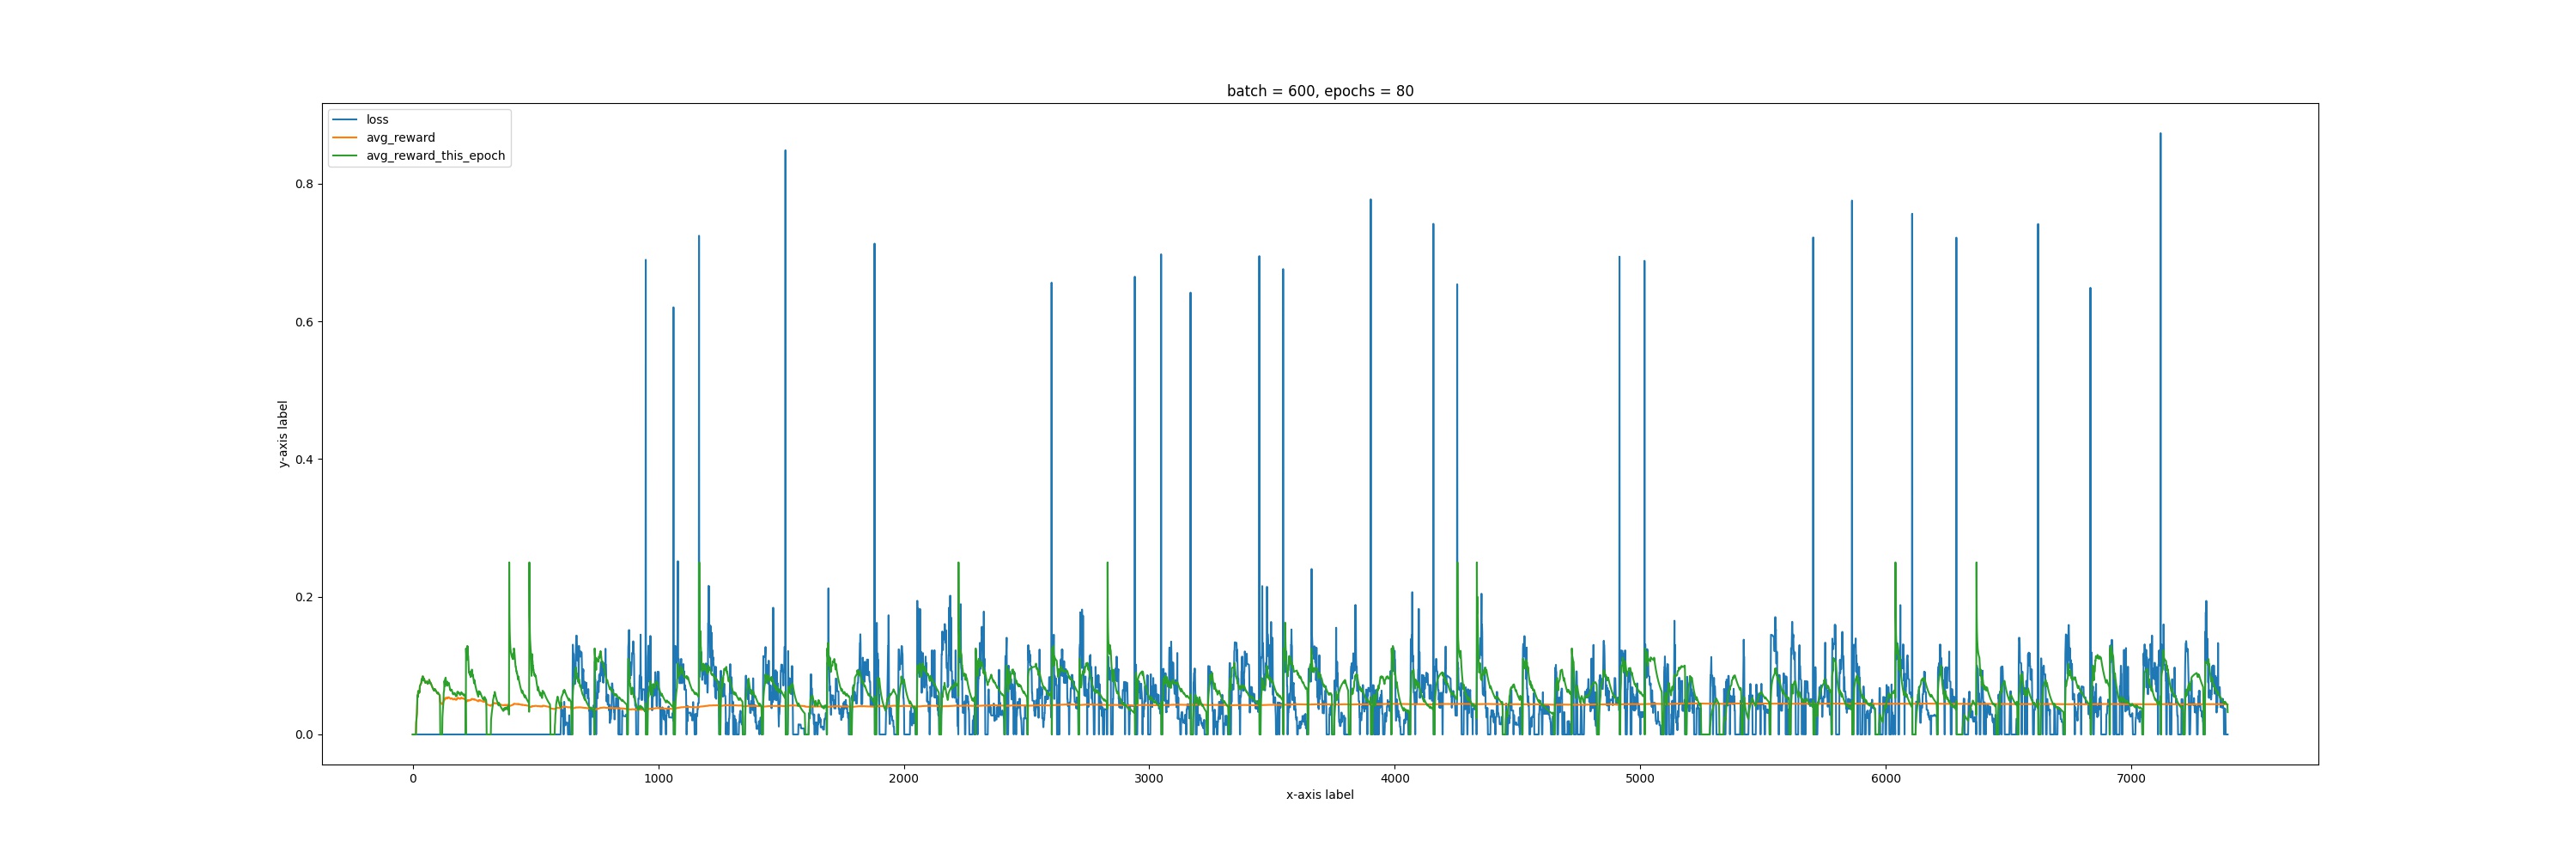 batch = 600, epochs = 80
loss
avg_reward
avg_reward_this_epoch
0.8
0.6
0.4
0.2
0.0
y-axis label
0 1000 2000 3000 4000 5000 6000 7000
x-axis label